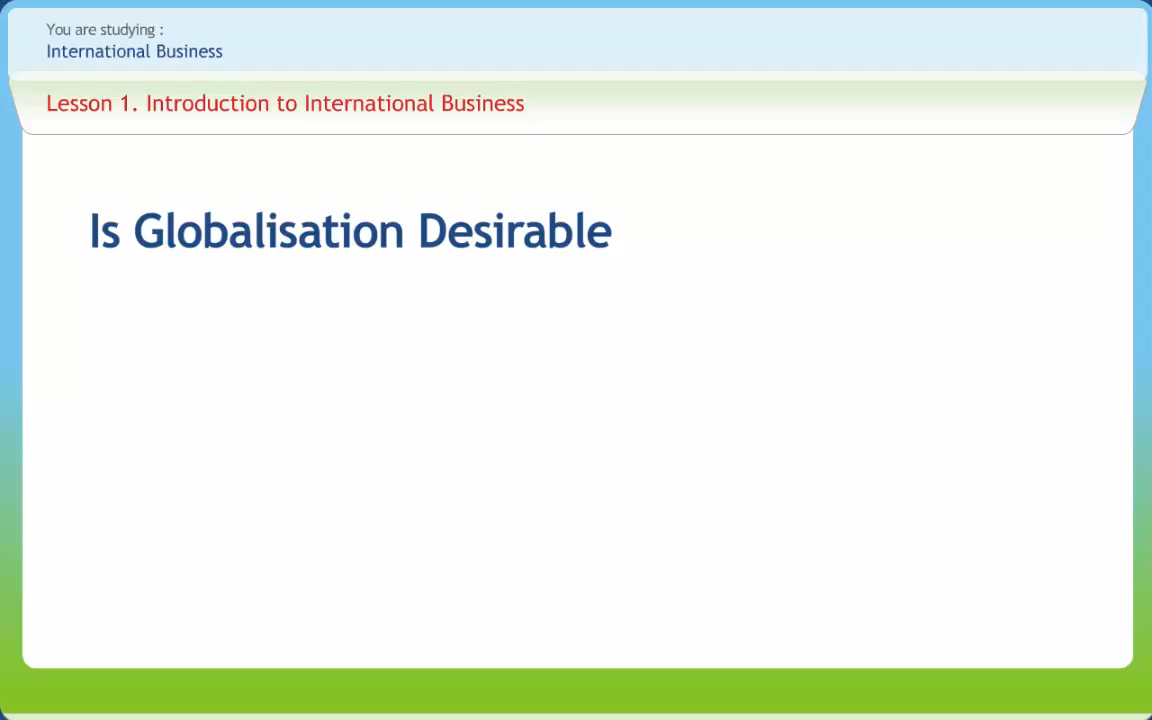 You are studying :
International Business
Lesson 1. Introduction to International Business
Is Globalisation Desirable